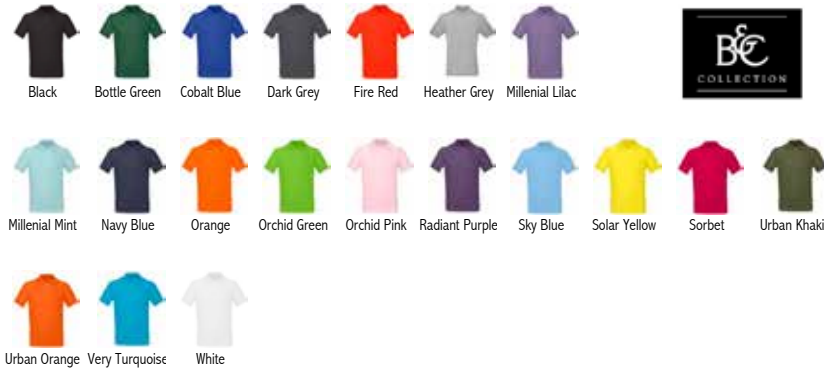 Black Bottle Green Cobalt Blue Dark Grey Fire Red Heather Grey Millenial Lilac
B&C
COLLECTION
Millenial Mint Navy Blue Orange Orchid Green Orchid Pink Radiant Purple Sky Blue Solar Yellow Sorbet Urban Khaki
Urban Orange Very Turquoise White